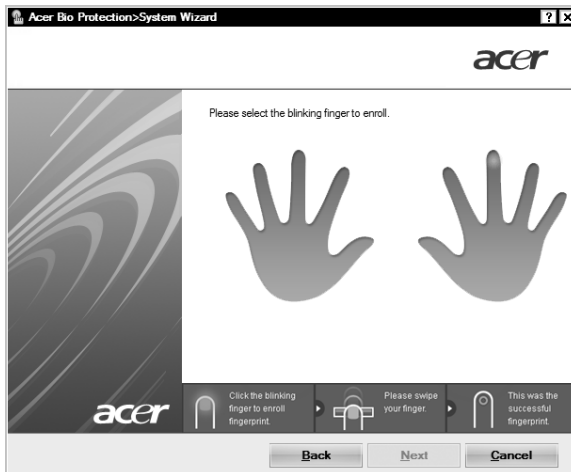 Acer Bio Protection>System Wizard
acer
Please select the blinking finger to enroll.
acer
Click the blinking
finger to enroll
fingerprint.
Please swipe
your finger.
This was the
successful
fingerprint.
Back
Next
Cancel